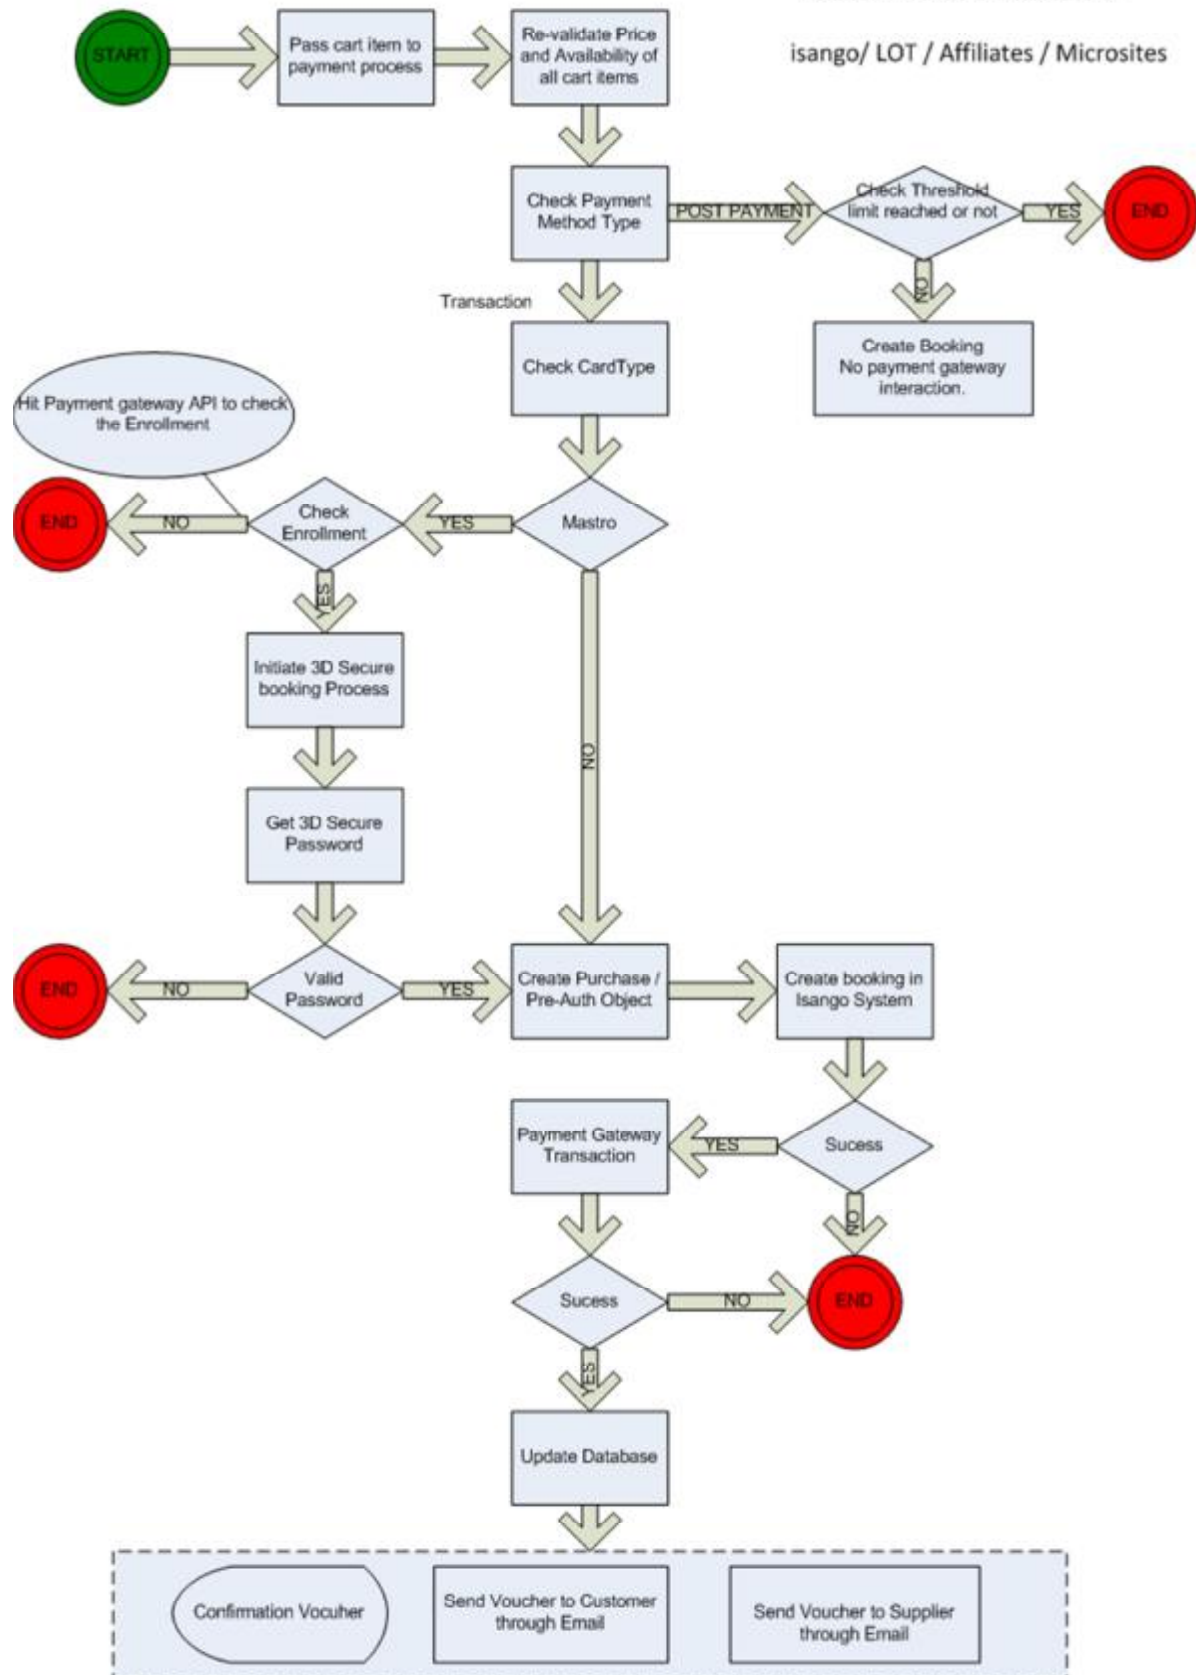 isango/ LOT / Affiliates / Microsites
START
Pass cart item to
payment process
Re-validate Price
and Availability of
all cart items
Check Payment
Method Type
POST PAYMENT
Check Threshold
limit reached or not
YES
END
NO
Create Booking
No payment gateway
interaction.
Transaction
Check CardType
Hit Payment gateway API to check
the Enrollment
END
NO
Check
Enrollment
YES
Mastro
YES
Initiate 3D Secure
booking Process
NO
Get 3D Secure
Password
END
NO
Valid
Password
YES
Create Purchase /
Pre-Auth Object
Create booking in
Isango System
Payment Gateway
Transaction
YES
Sucess
NO
Sucess
NO
END
YES
Update Database
Confirmation Vocuher
Send Voucher to Customer
through Email
Send Voucher to Supplier
through Email